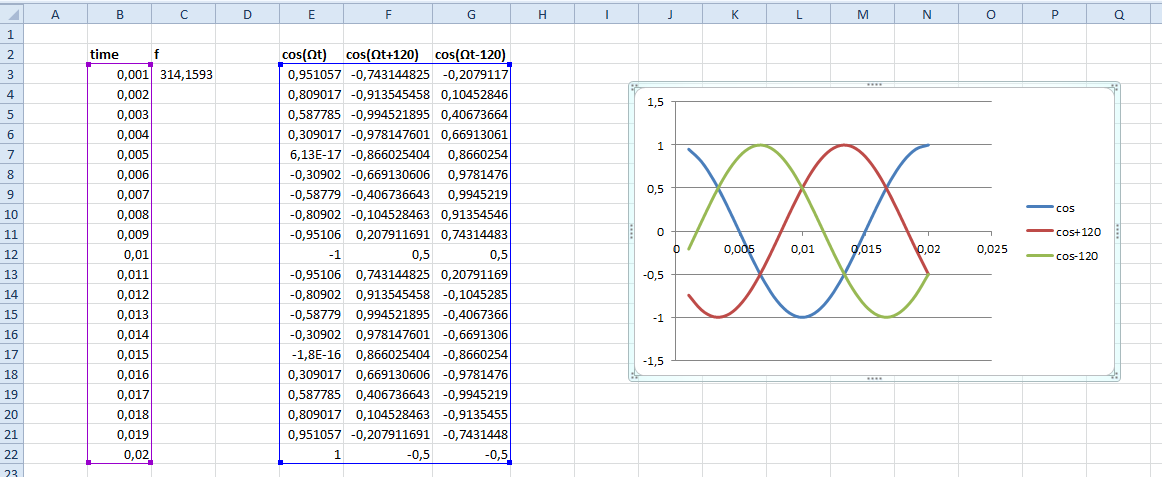 A B C D E F G H I J K L M N O P Q
1
2 time f cos(Ωt) cos(Ωt+120) cos(Ωt-120)
3 0,001 314,1593 0,951057 -0,743144825 -0,2079117
4 0,002 0,809017 -0,913545458 0,10452846
5 0,003 0,587785 -0,994521895 0,40673664
6 0,004 0,309017 -0,978147601 0,66913061
7 0,005 6,13E-17 -0,866025404 0,8660254
8 0,006 -0,30902 -0,669130606 0,9781476
9 0,007 -0,58779 -0,406736643 0,9945219
10 0,008 -0,80902 -0,104528463 0,91354546
11 0,009 -0,95106 0,207911691 0,74314483
12 0,01 -1 0,5 0,5
13 0,011 -0,95106 0,743144825 0,20791169
14 0,012 -0,80902 0,913545458 -0,1045285
15 0,013 -0,58779 0,994521895 -0,4067366
16 0,014 -0,30902 0,978147601 -0,6691306
17 0,015 -1,8E-16 0,866025404 -0,8660254
18 0,016 0,309017 0,669130606 -0,9781476
19 0,017 0,587785 0,406736643 -0,9945219
20 0,018 0,809017 0,104528463 -0,9135455
21 0,019 0,951057 -0,207911691 -0,7431448
22 0,02 1 -0,5 -0,5
23
1,5
1
0,5
0
-0,5
-1
-1,5
0 0,005 0,01 0,015 0,02 0,025
cos
cos+120
cos-120